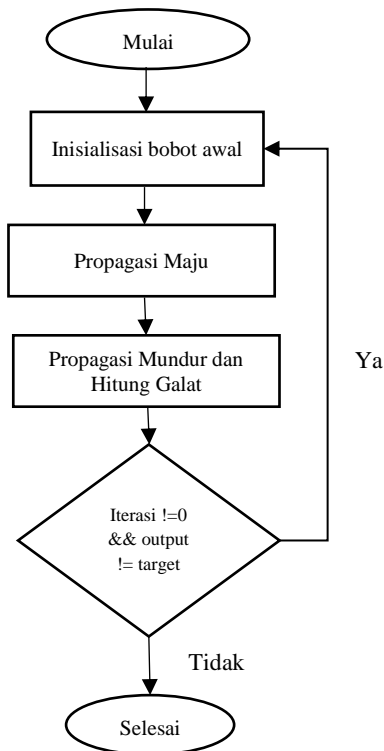 Mulai
Inisialisasi bobot awal
Propagasi Maju
Propagasi Mundur dan
Hitung Galat
Ya
Iterasi !=0
&& output
!= target
Tidak
Selesai